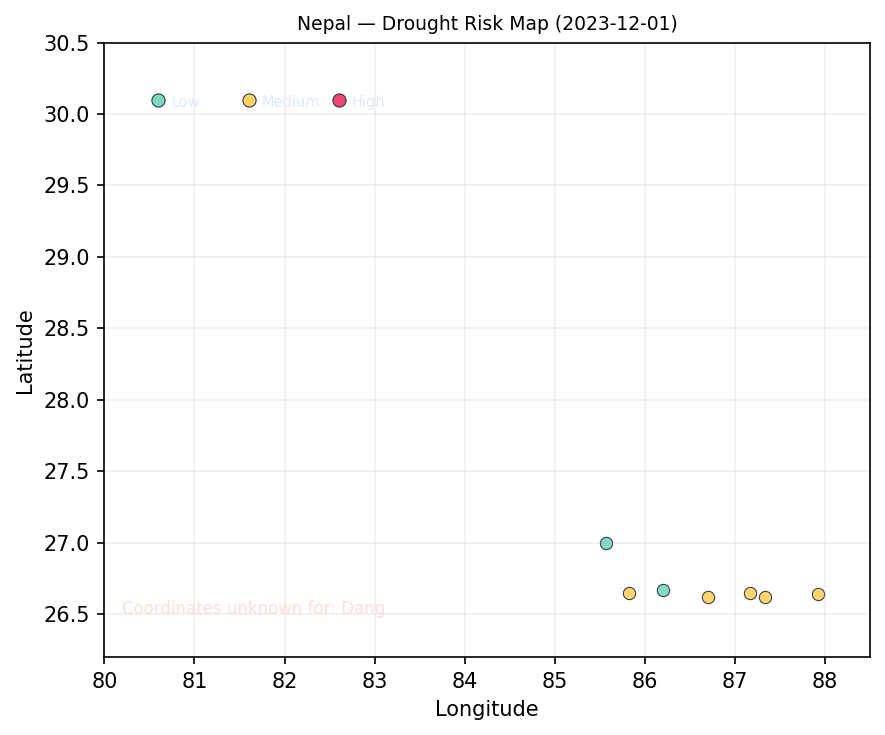 Nepal — Drought Risk Map (2023-12-01)
30.5
Low Medium High
30.0
29.5
29.0
28.5
28.0
27.5
27.0
26.5
Coordinates unknown for: Dang
Latitude
80 81 82 83 84 85 86 87 88
Longitude